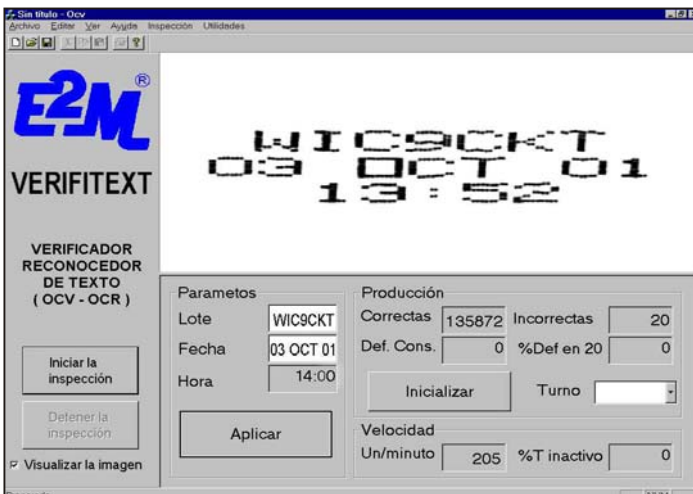 Sin título - Ocv
Archivo Editar Ver Ayuda Inspección Utilidades
E2M®
VERIFITEXT
VERIFICADOR
RECONOCEDOR
DE TEXTO
( OCV - OCR )
Iniciar la
inspección
Detener la
inspección
Visualizar la imagen
WIC9CKT
03 OCT 01
13:52
Parametos
Lote WIC9CKT
Fecha 03 OCT 01
Hora 14:00
Aplicar
Producción
Correctas 135872 Incorrectas 20
Def. Cons. 0 %Def en 20 0
Inicializar Turno
Velocidad
Un/minuto 205 %T inactivo 0